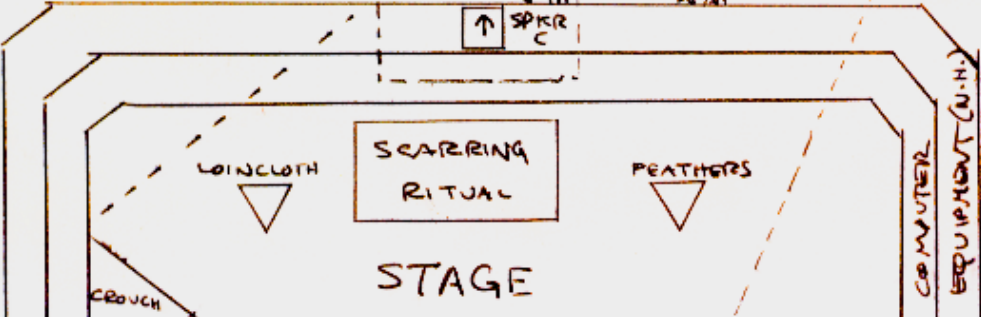 SPKR
C
SCARRING
RITUAL
LOINCLOTH
FEATHERS
STAGE
CROUCH
COMPUTER
EQUIPMENT (N.H.)